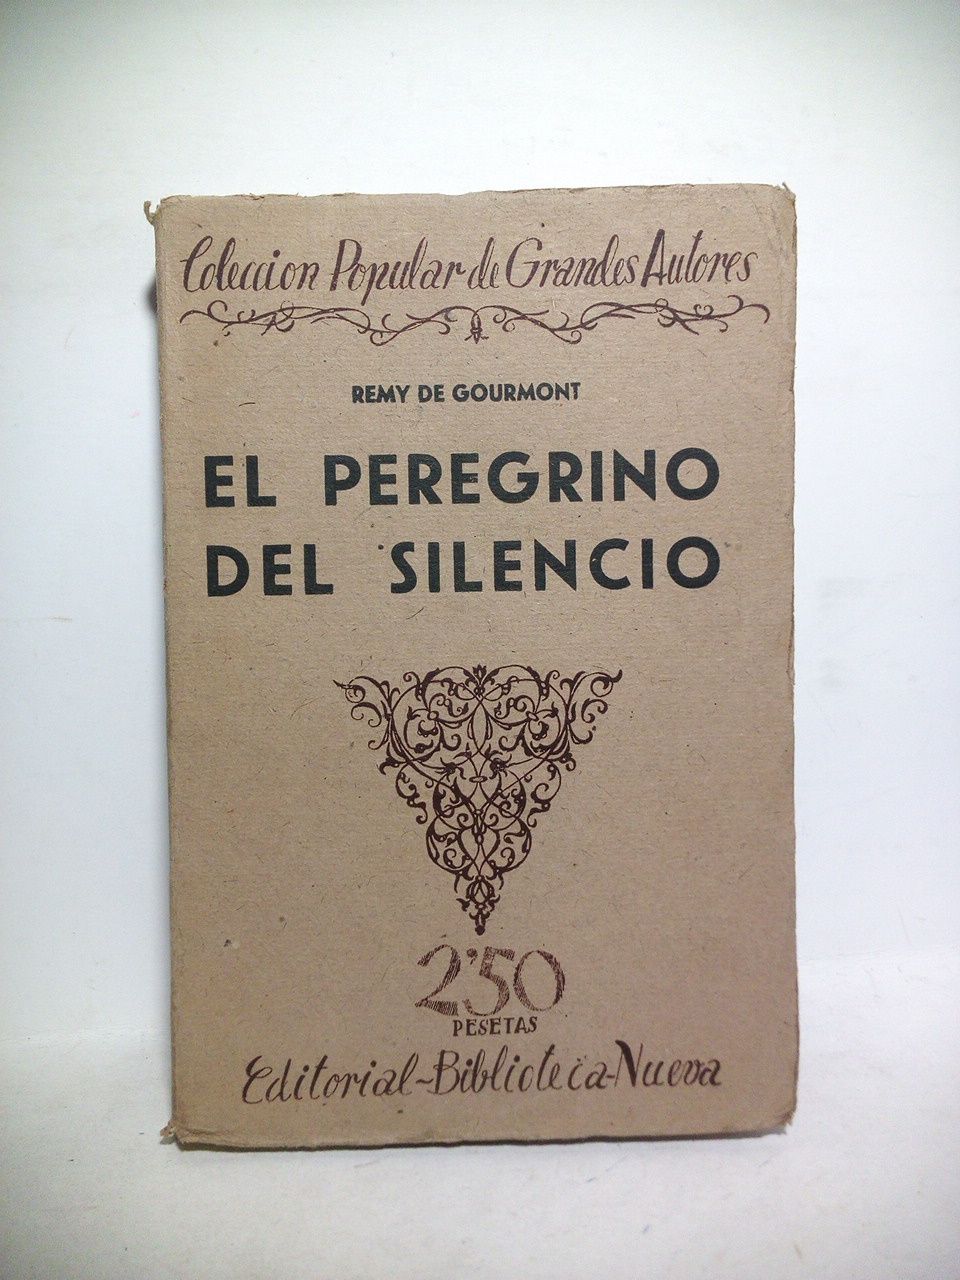 Coleccion Popular de Grandes Autores
REMY DE GOURMONT
EL PEREGRINO
DEL SILENCIO
2'50
PESETAS
Editorial-Biblioteca-Nueva